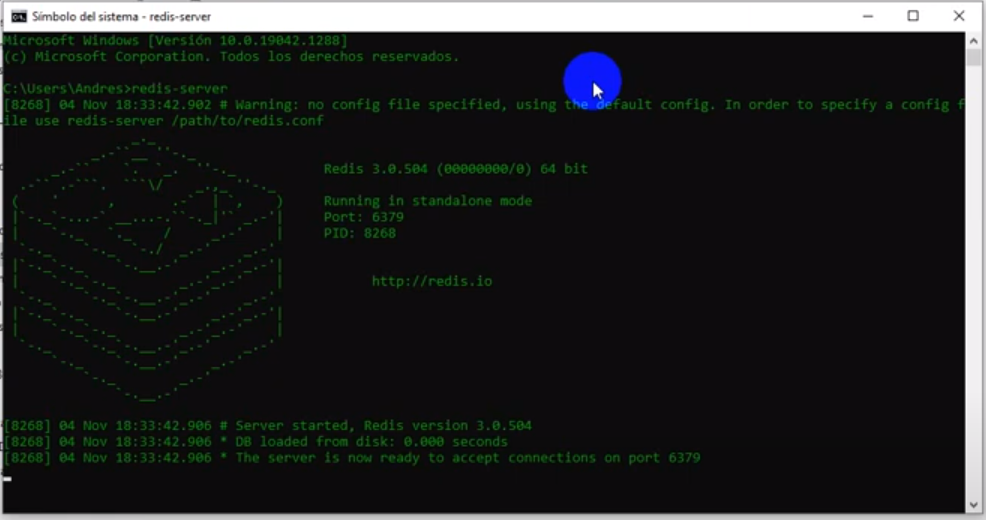 Símbolo del sistema - redis-server
Microsoft Windows [Versión 10.0.19042.1288]
(c) Microsoft Corporation. Todos los derechos reservados.
C:\Users\Andres>redis-server
[8268] 04 Nov 18:33:42.902 # Warning: no config file specified, using the default config. In order to specify a config f
ile use redis-server /path/to/redis.conf
Redis 3.0.504 (00000000/0) 64 bit
Running in standalone mode
Port: 6379
PID: 8268
http://redis.io
[8268] 04 Nov 18:33:42.906 # Server started, Redis version 3.0.504
[8268] 04 Nov 18:33:42.906 * DB loaded from disk: 0.000 seconds
[8268] 04 Nov 18:33:42.906 * The server is now ready to accept connections on port 6379